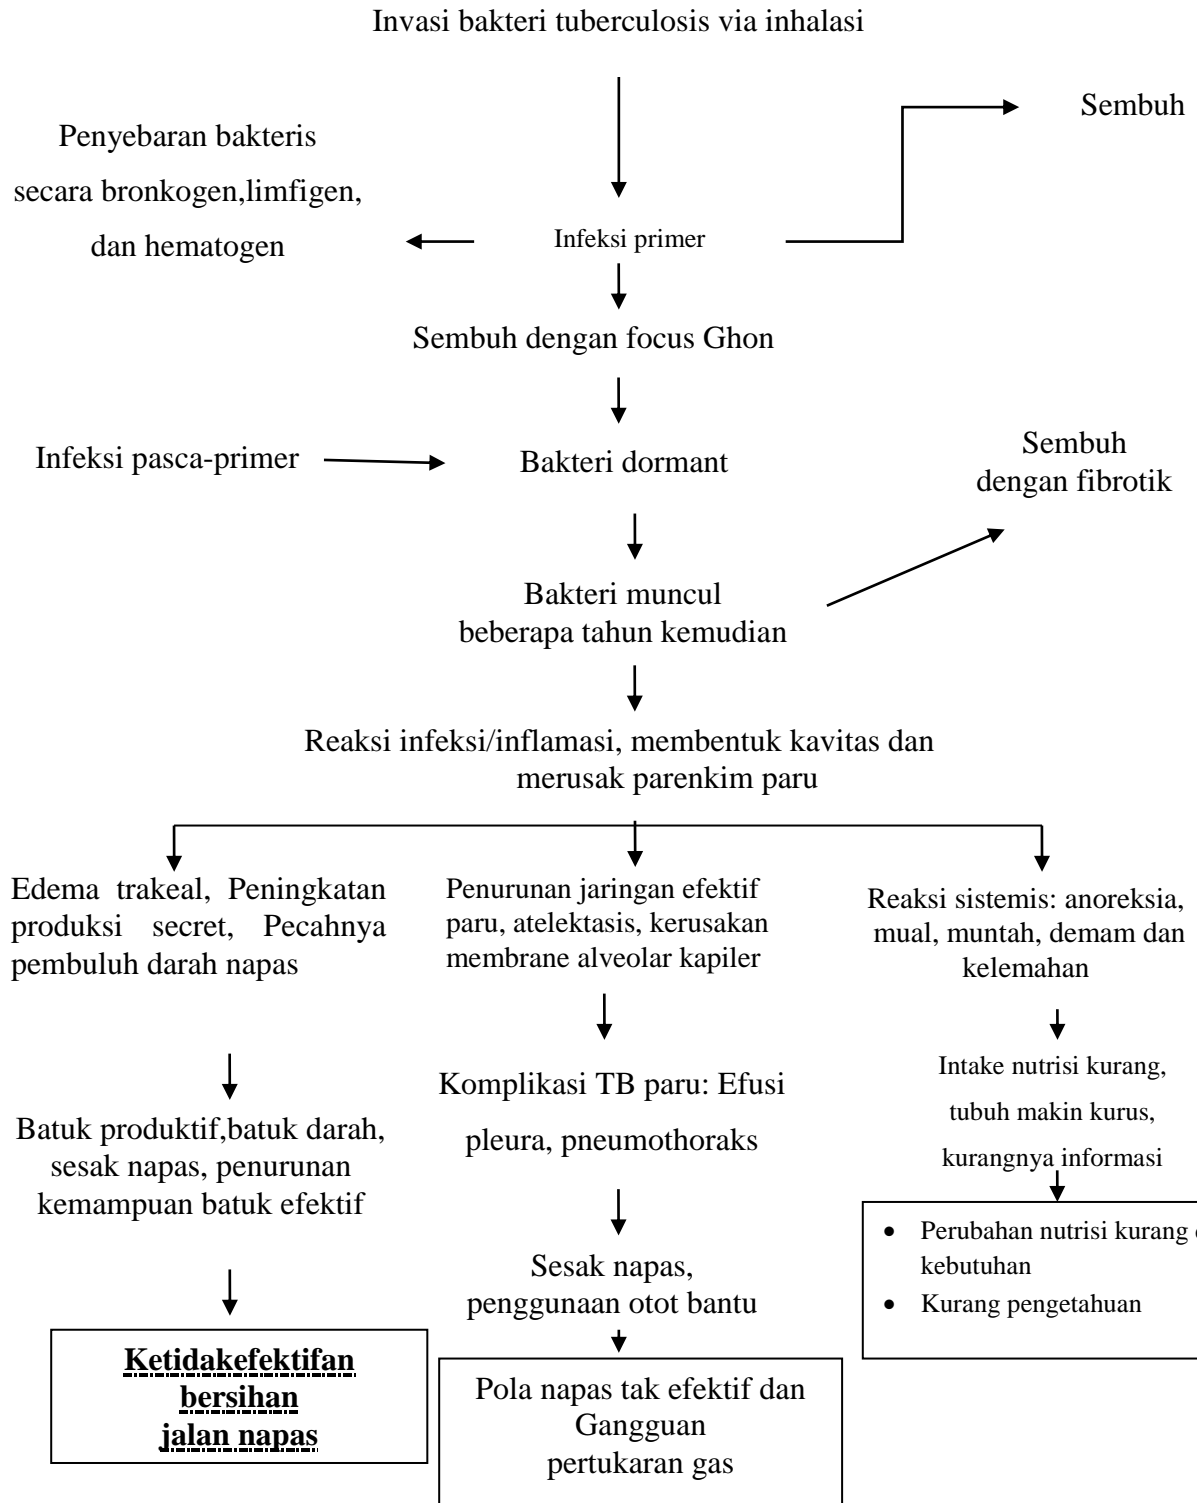 Invasi bakteri tuberculosis via inhalasi
Sembuh
Penyebaran bakteris
secara bronkogen,limfigen,
dan hematogen
Infeksi primer
Sembuh dengan focus Ghon
Infeksi pasca-primer
Bakteri dormant
Sembuh
dengan fibrotik
Bakteri muncul
beberapa tahun kemudian
Reaksi infeksi/inflamasi, membentuk kavitas dan
merusak parenkim paru
Edema trakeal, Peningkatan
produksi secret, Pecahnya
pembuluh darah napas
Penurunan jaringan efektif
paru, atelektasis, kerusakan
membrane alveolar kapiler
Reaksi sistemis: anoreksia,
mual, muntah, demam dan
kelemahan
Batuk produktif,batuk darah,
sesak napas, penurunan
kemampuan batuk efektif
Komplikasi TB paru: Efusi
pleura, pneumothoraks
Intake nutrisi kurang,
tubuh makin kurus,
kurangnya informasi
Sesak napas,
penggunaan otot bantu
• Perubahan nutrisi kurang
kebutuhan
• Kurang pengetahuan
Ketidakefektifan
bersihan
jalan napas
Pola napas tak efektif dan
Gangguan
pertukaran gas